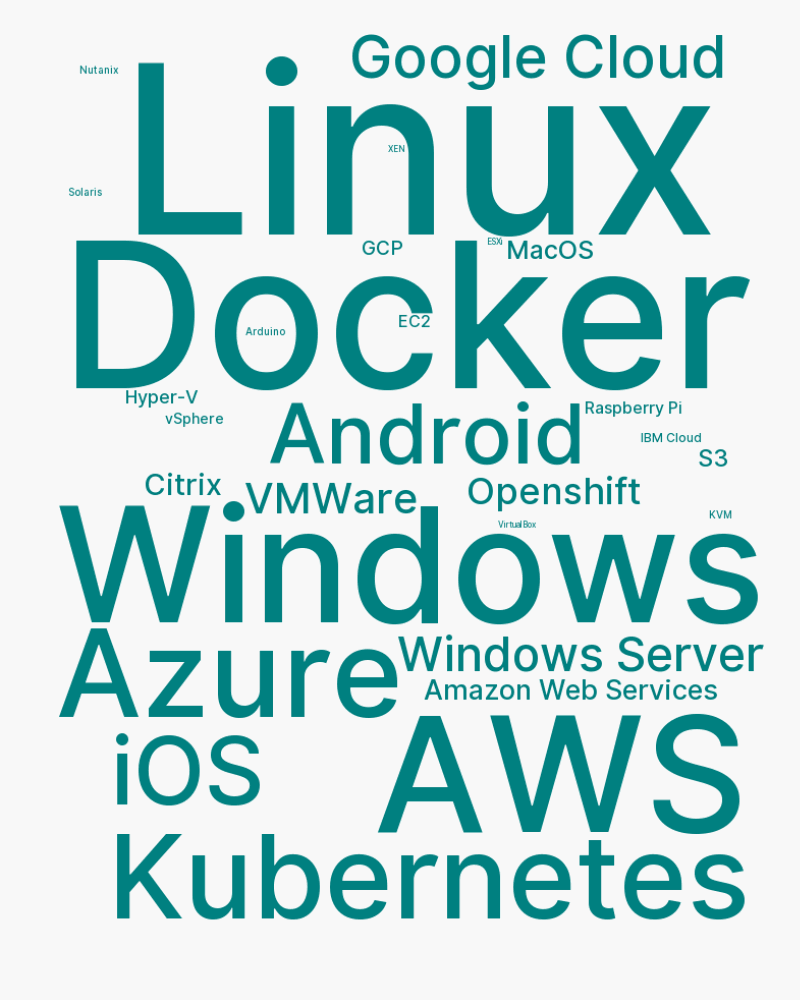 Google Cloud
Nutanix
Linux
XEN
Solaris
GCP
ESXi
MacOS
Docker
EC2
Arduino
Hyper-V
vSphere
Android
Raspberry Pi
IBM Cloud
S3
Citrix
VMWare
Openshift
KVM
VirtualBox
Windows
Azure
Windows Server
Amazon Web Services
iOS
AWS
Kubernetes